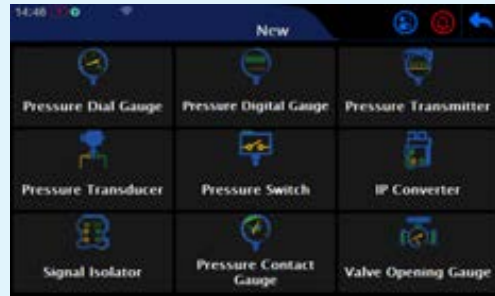 14:46
New
Pressure Dial Gauge
Pressure Digital Gauge
Pressure Transmitter
Pressure Transducer
Pressure Switch
IP Converter
Signal Isolator
Pressure Contact
Gauge
Valve Opening Gauge